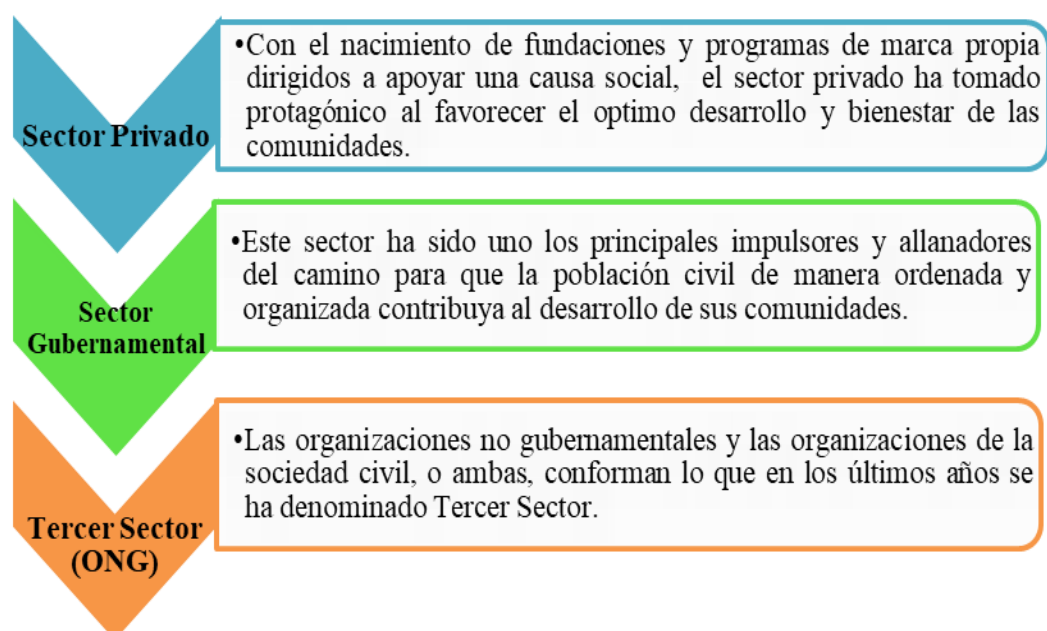 Sector Privado
•Con el nacimiento de fundaciones y programas de marca propia
dirigidos a apoyar una causa social, el sector privado ha tomado
protagónico al favorecer el optimo desarrollo y bienestar de las
comunidades.
Sector
Gubernamental
•Este sector ha sido uno los principales impulsores y allanadores
del camino para que la población civil de manera ordenada y
organizada contribuya al desarrollo de sus comunidades.
Tercer Sector
(ONG)
•Las organizaciones no gubernamentales y las organizaciones de la
sociedad civil, o ambas, conforman lo que en los últimos años se
ha denominado Tercer Sector.